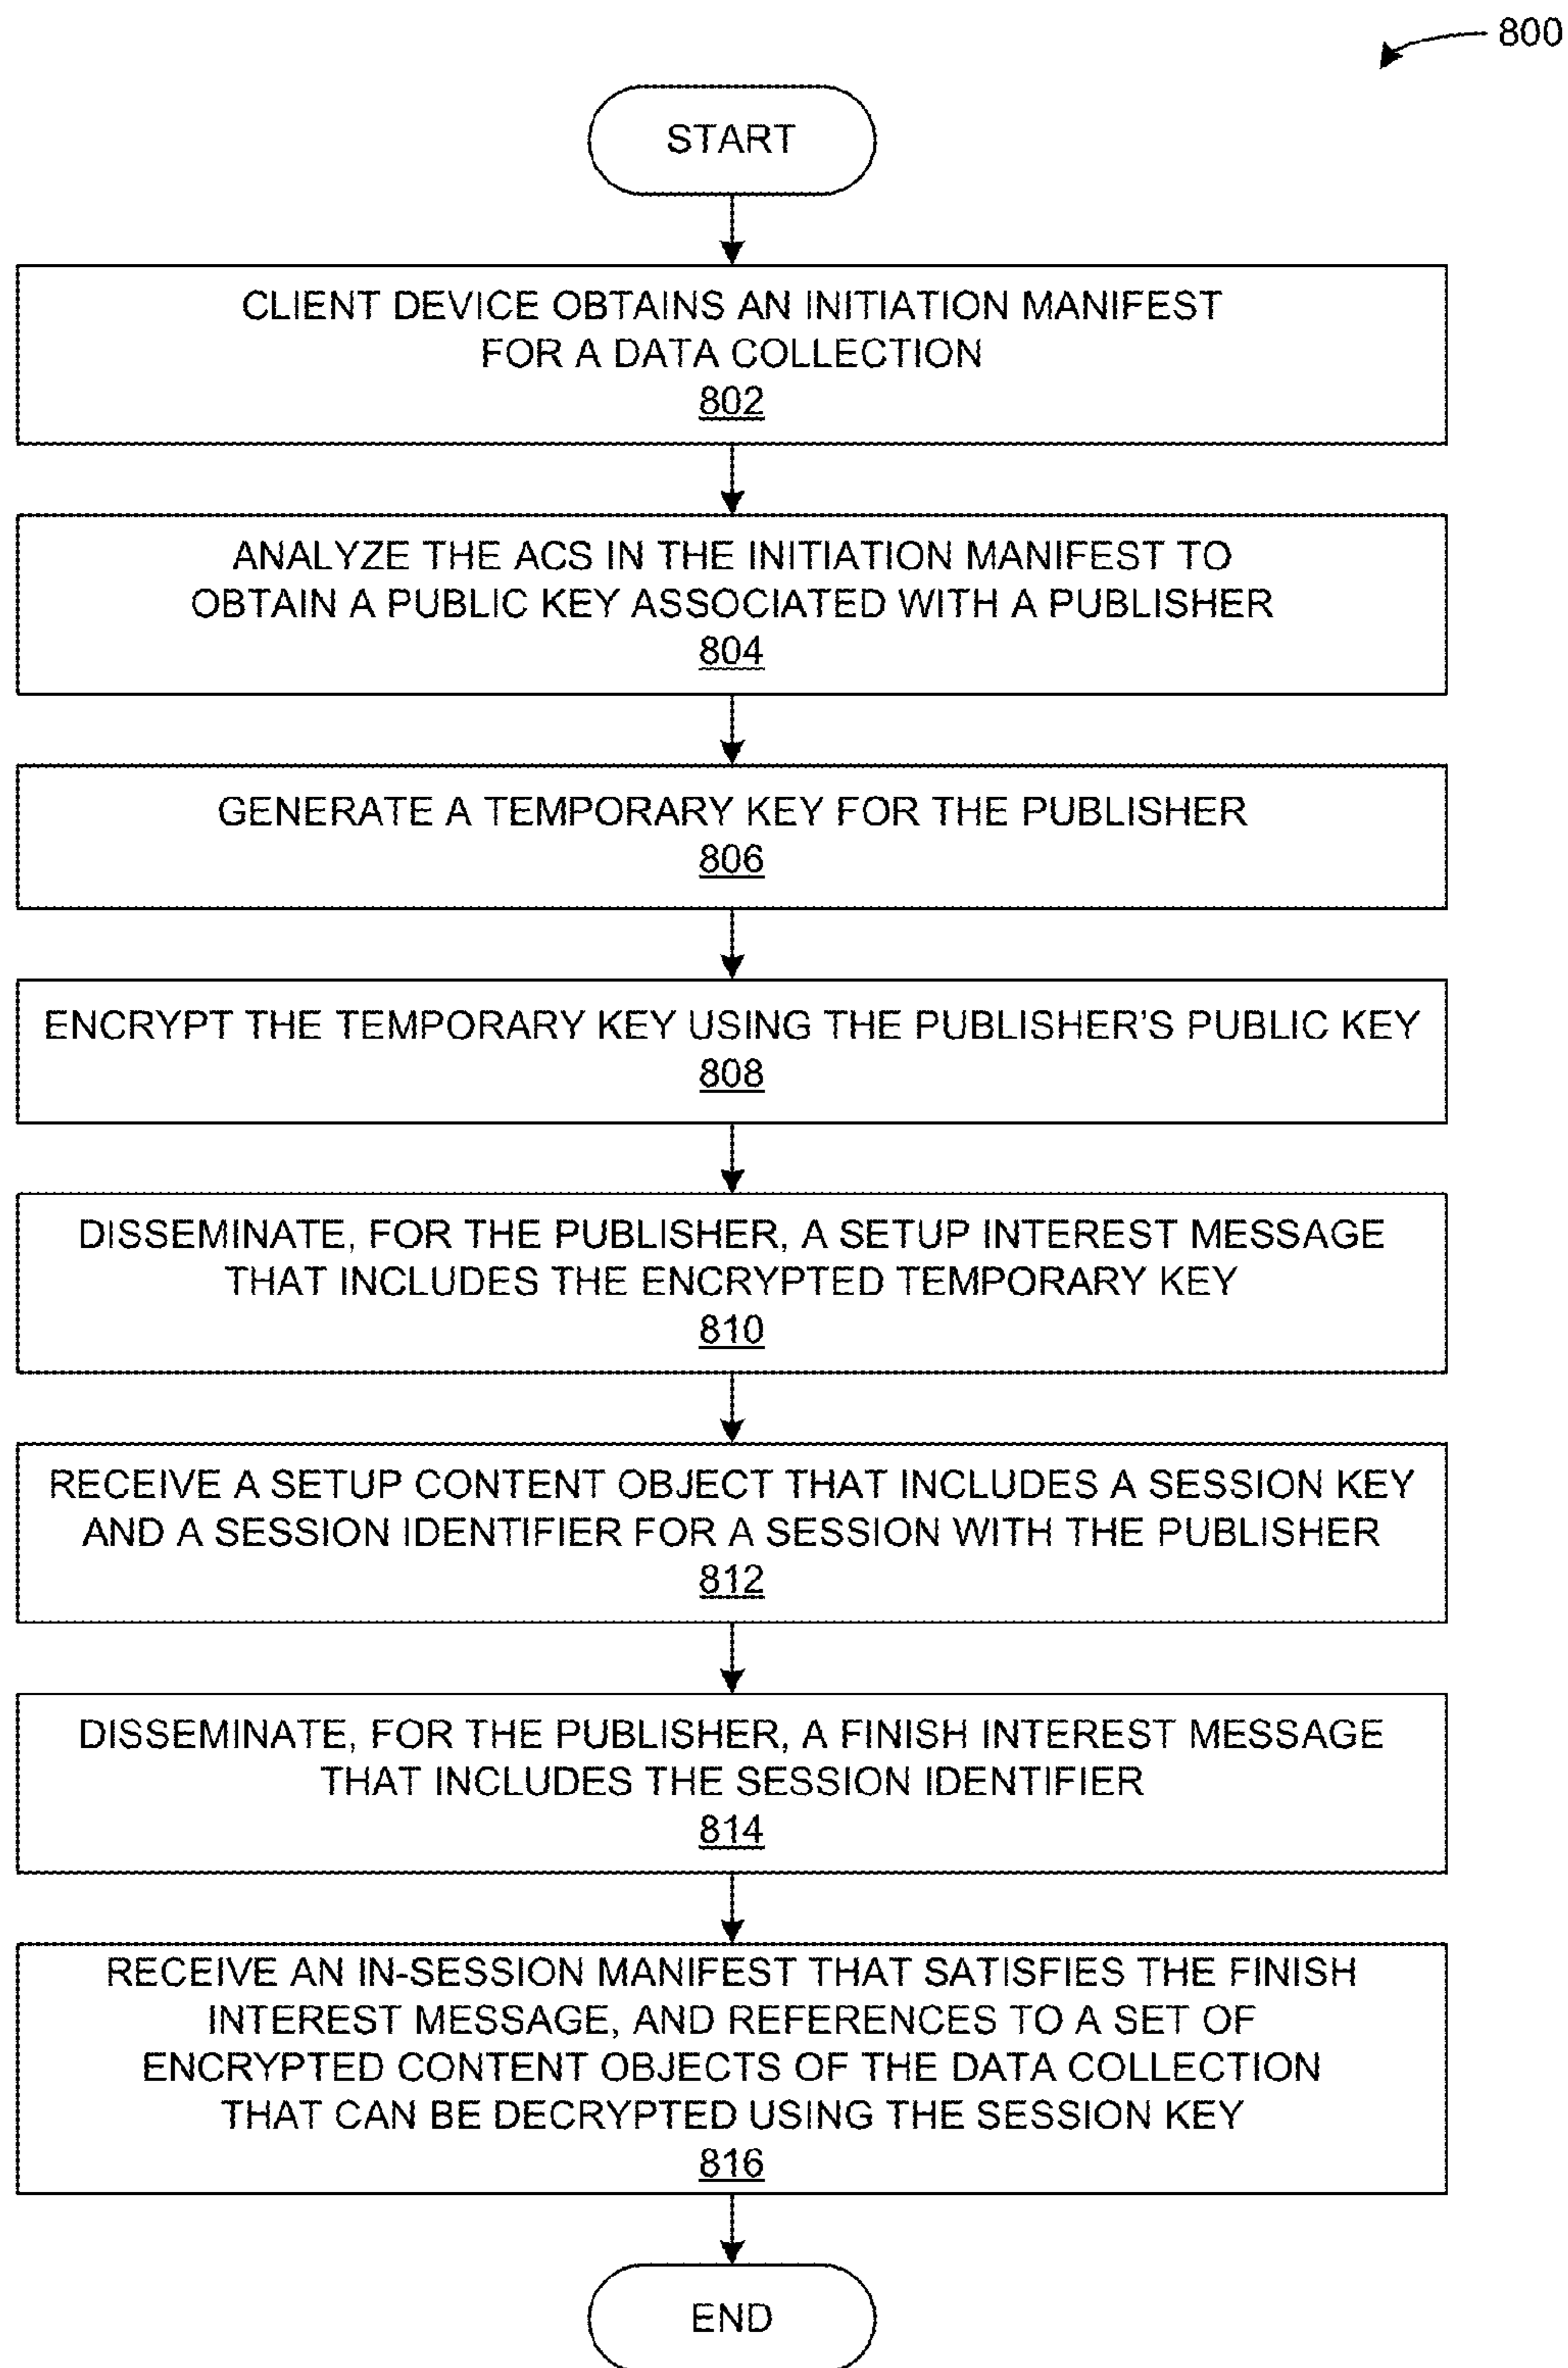 800
START
CLIENT DEVICE OBTAINS AN INITIATION MANIFEST
FOR A DATA COLLECTION
802
ANALYZE THE ACS IN THE INITIATION MANIFEST TO
OBTAIN A PUBLIC KEY ASSOCIATED WITH A PUBLISHER
804
GENERATE A TEMPORARY KEY FOR THE PUBLISHER
806
ENCRYPT THE TEMPORARY KEY USING THE PUBLISHER'S PUBLIC KEY
808
DISSEMINATE, FOR THE PUBLISHER, A SETUP INTEREST MESSAGE
THAT INCLUDES THE ENCRYPTED TEMPORARY KEY
810
RECEIVE A SETUP CONTENT OBJECT THAT INCLUDES A SESSION KEY
AND A SESSION IDENTIFIER FOR A SESSION WITH THE PUBLISHER
812
DISSEMINATE, FOR THE PUBLISHER, A FINISH INTEREST MESSAGE
THAT INCLUDES THE SESSION IDENTIFIER
814
RECEIVE AN IN-SESSION MANIFEST THAT SATISFIES THE FINISH
INTEREST MESSAGE, AND REFERENCES TO A SET OF
ENCRYPTED CONTENT OBJECTS OF THE DATA COLLECTION
THAT CAN BE DECRYPTED USING THE SESSION KEY
816
END